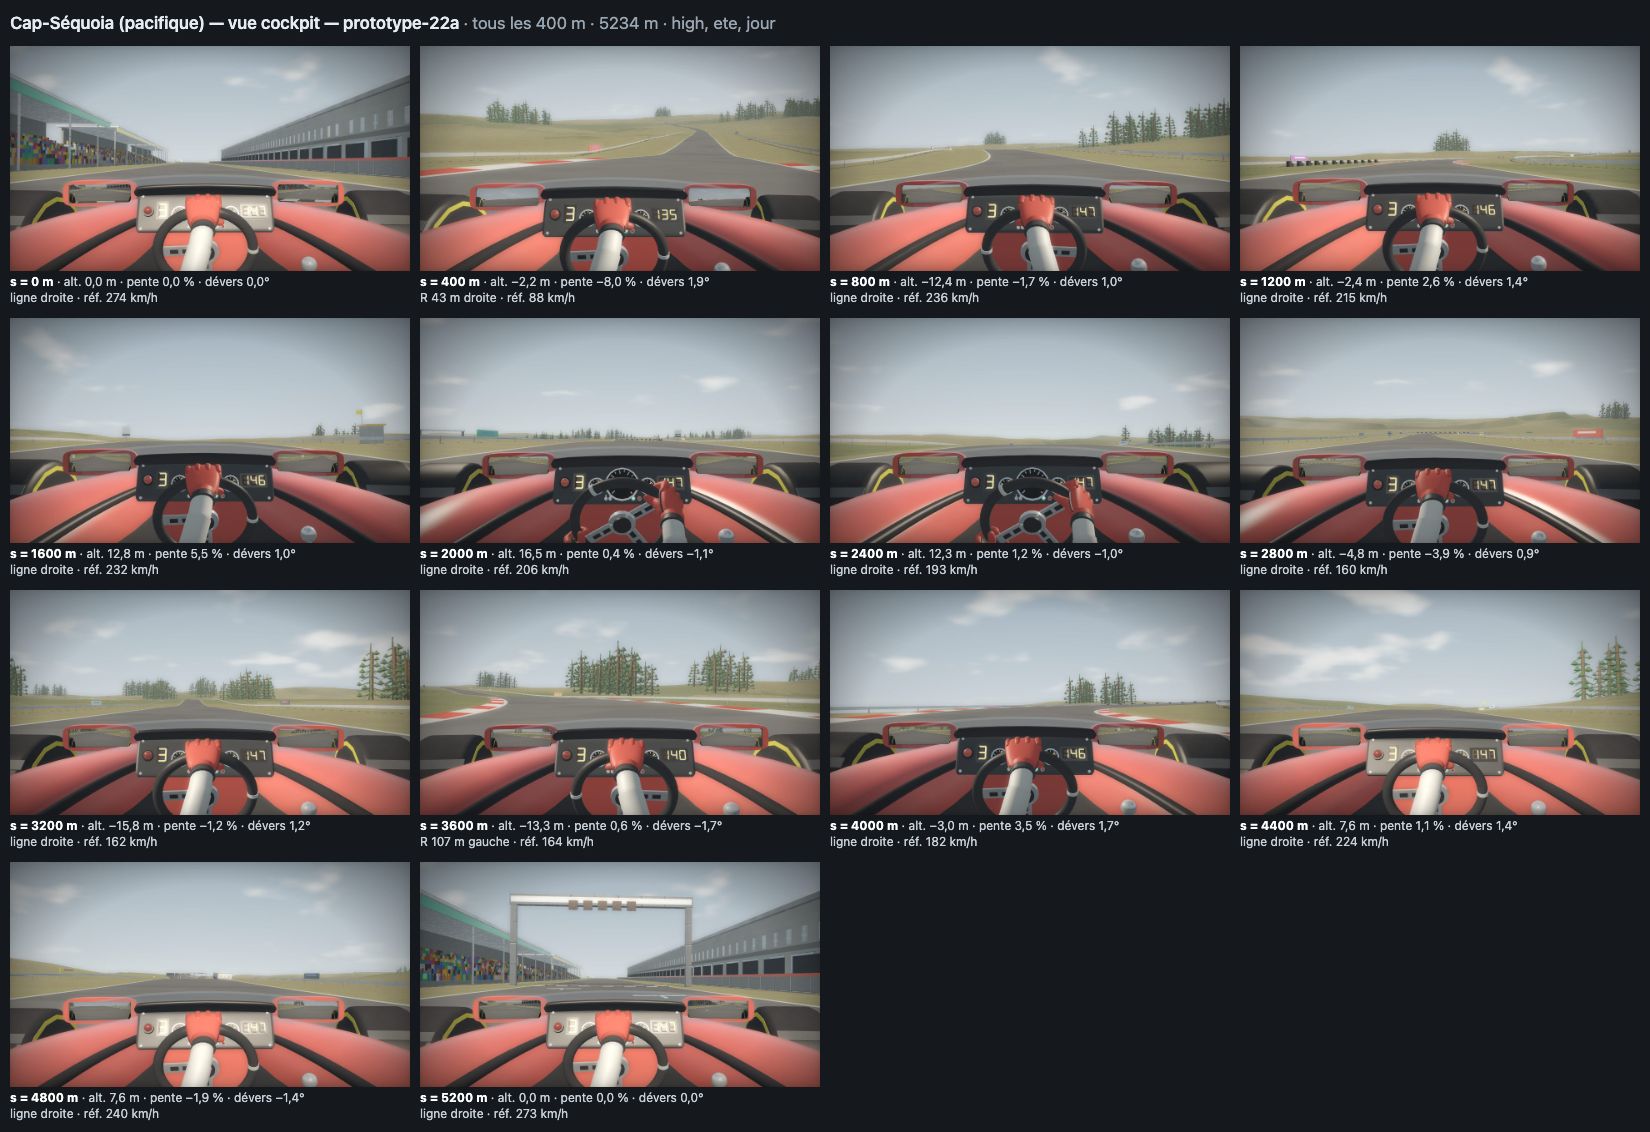 Cap-Séquoia (pacifique) — vue cockpit — prototype-22a · tous les 400 m · 5234 m · high, ete, jour
3 347
s = 0 m · alt. 0,0 m · pente 0,0 % · dévers 0,0°
ligne droite · réf. 274 km/h
3 135
s = 400 m · alt. −2,2 m · pente −8,0 % · dévers 1,9°
R 43 m droite · réf. 88 km/h
3 147
s = 800 m · alt. −12,4 m · pente −1,7 % · dévers 1,0°
ligne droite · réf. 236 km/h
3 146
s = 1200 m · alt. −2,4 m · pente 2,6 % · dévers 1,4°
ligne droite · réf. 215 km/h
3 146
s = 1600 m · alt. 12,8 m · pente 5,5 % · dévers 1,0°
ligne droite · réf. 232 km/h
3 47
s = 2000 m · alt. 16,5 m · pente 0,4 % · dévers −1,1°
ligne droite · réf. 206 km/h
3 47
s = 2400 m · alt. 12,3 m · pente 1,2 % · dévers −1,0°
ligne droite · réf. 193 km/h
3 147
s = 2800 m · alt. −4,8 m · pente −3,9 % · dévers 0,9°
ligne droite · réf. 160 km/h
3 147
s = 3200 m · alt. −15,8 m · pente −1,2 % · dévers 1,2°
ligne droite · réf. 162 km/h
3 140
s = 3600 m · alt. −13,3 m · pente 0,6 % · dévers −1,7°
R 107 m gauche · réf. 164 km/h
3 146
s = 4000 m · alt. −3,0 m · pente 3,5 % · dévers 1,7°
ligne droite · réf. 182 km/h
3 147
s = 4400 m · alt. 7,6 m · pente 1,1 % · dévers 1,4°
ligne droite · réf. 224 km/h
s = 4800 m · alt. 7,6 m · pente −1,9 % · dévers −1,4°
ligne droite · réf. 240 km/h
s = 5200 m · alt. 0,0 m · pente 0,0 % · dévers 0,0°
ligne droite · réf. 273 km/h